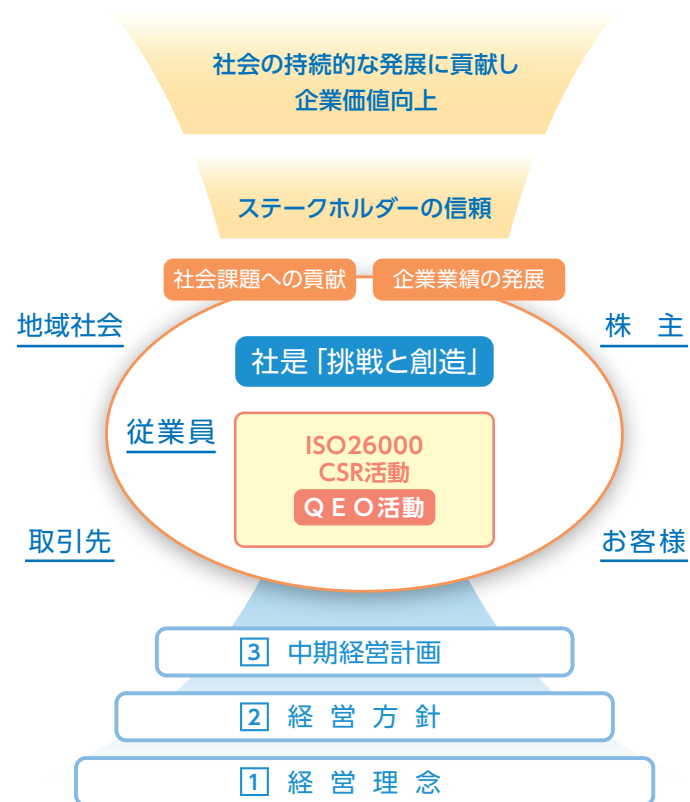 社会の持続的な発展に貢献し
企業価値向上
ステークホルダーの信頼
社会課題への貢献
企業業績の発展
地域社会
株 主
社是「挑戦と創造」
従業員
ISO26000
CSR活動
QEO活動
取引先
お客様
3 中期経営計画
2 経営方針
1 経営理念